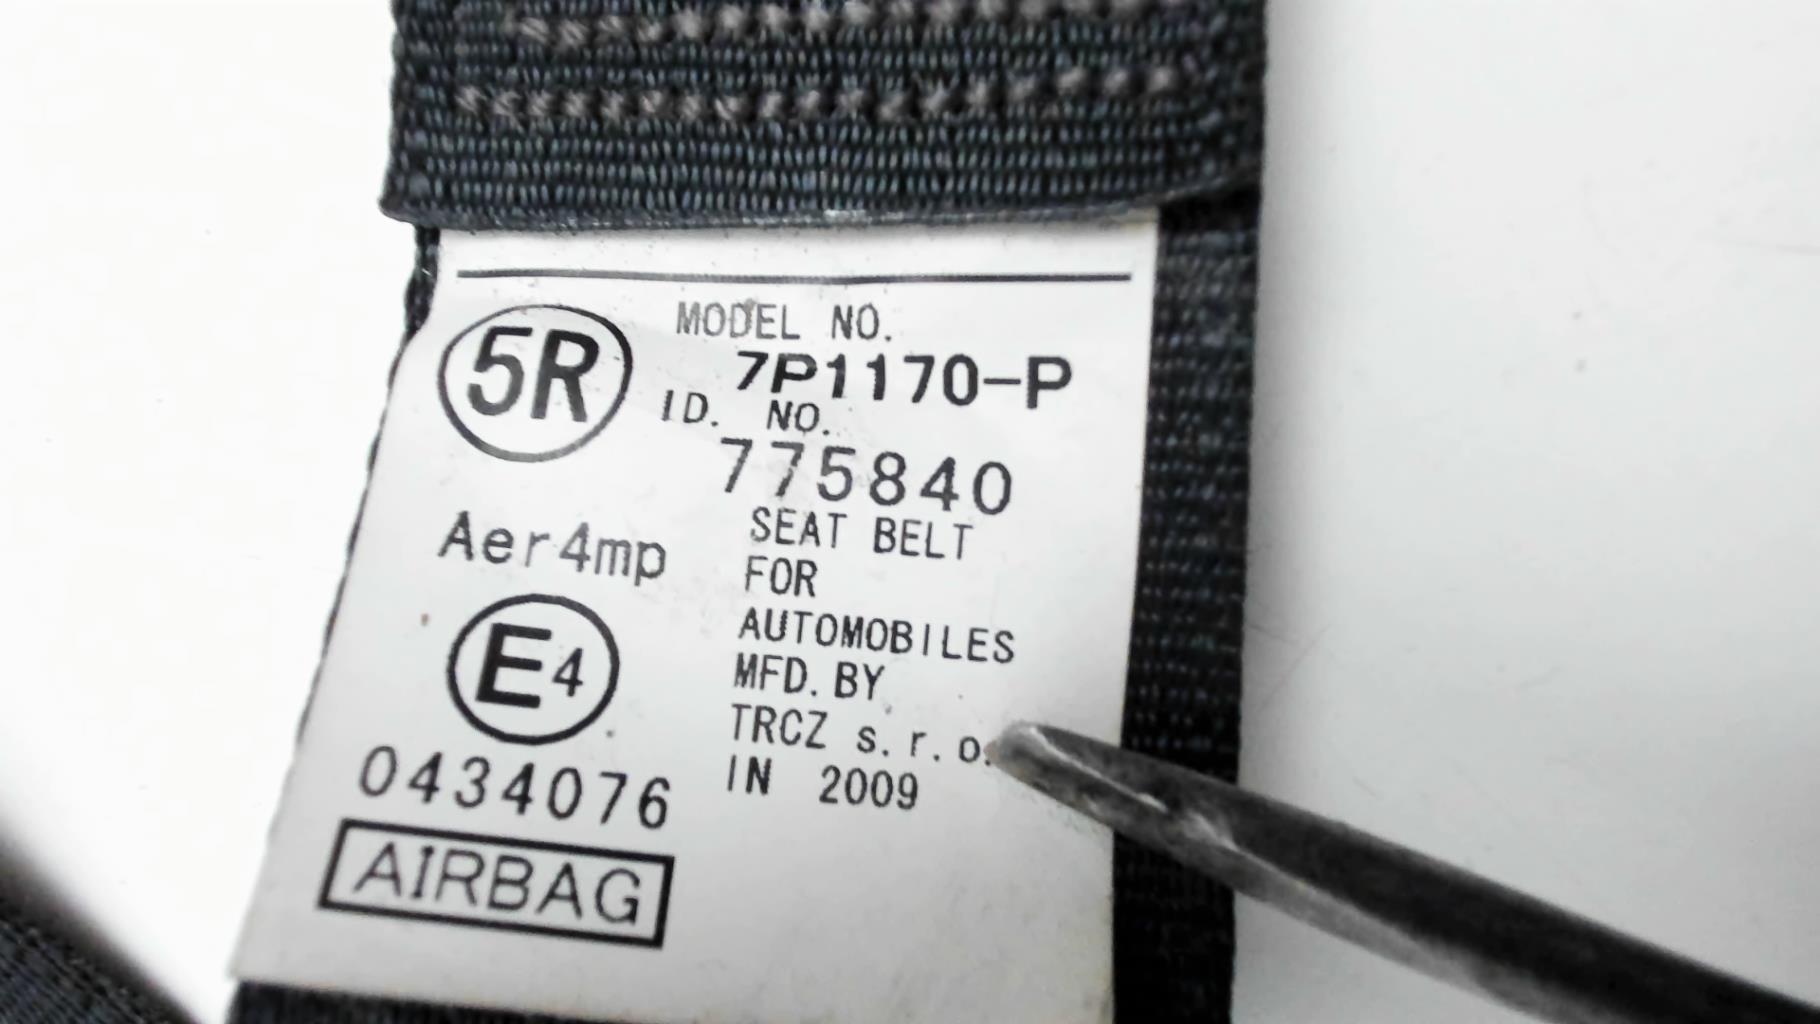 5R
MODEL NO.
7P1170-P
ID. NO.
775840
Aer4mp
E4
0434076
AIRBAG
SEAT BELT
FOR
AUTOMOBILES
MFD. BY
TRCZ s.r.o.
IN 2009